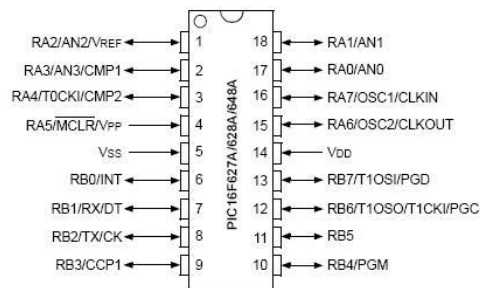 RA2/AN2/VREF 1 18 RA1/AN1
RA3/AN3/CMP1 2 17 RA0/AN0
RA4/T0CKI/CMP2 3 16 RA7/OSC1/CLKIN
RA5/MCLR/VPP 4 15 RA6/OSC2/CLKOUT
VSS 5 14 VDD
RB0/INT 6 13 RB7/T1OSI/PGD
RB1/RX/DT 7 12 RB6/T1OSO/T1CKI/PGC
RB2/TX/CK 8 11 RB5
RB3/CCP1 9 10 RB4/PGM
PIC16F627A/628A/648A